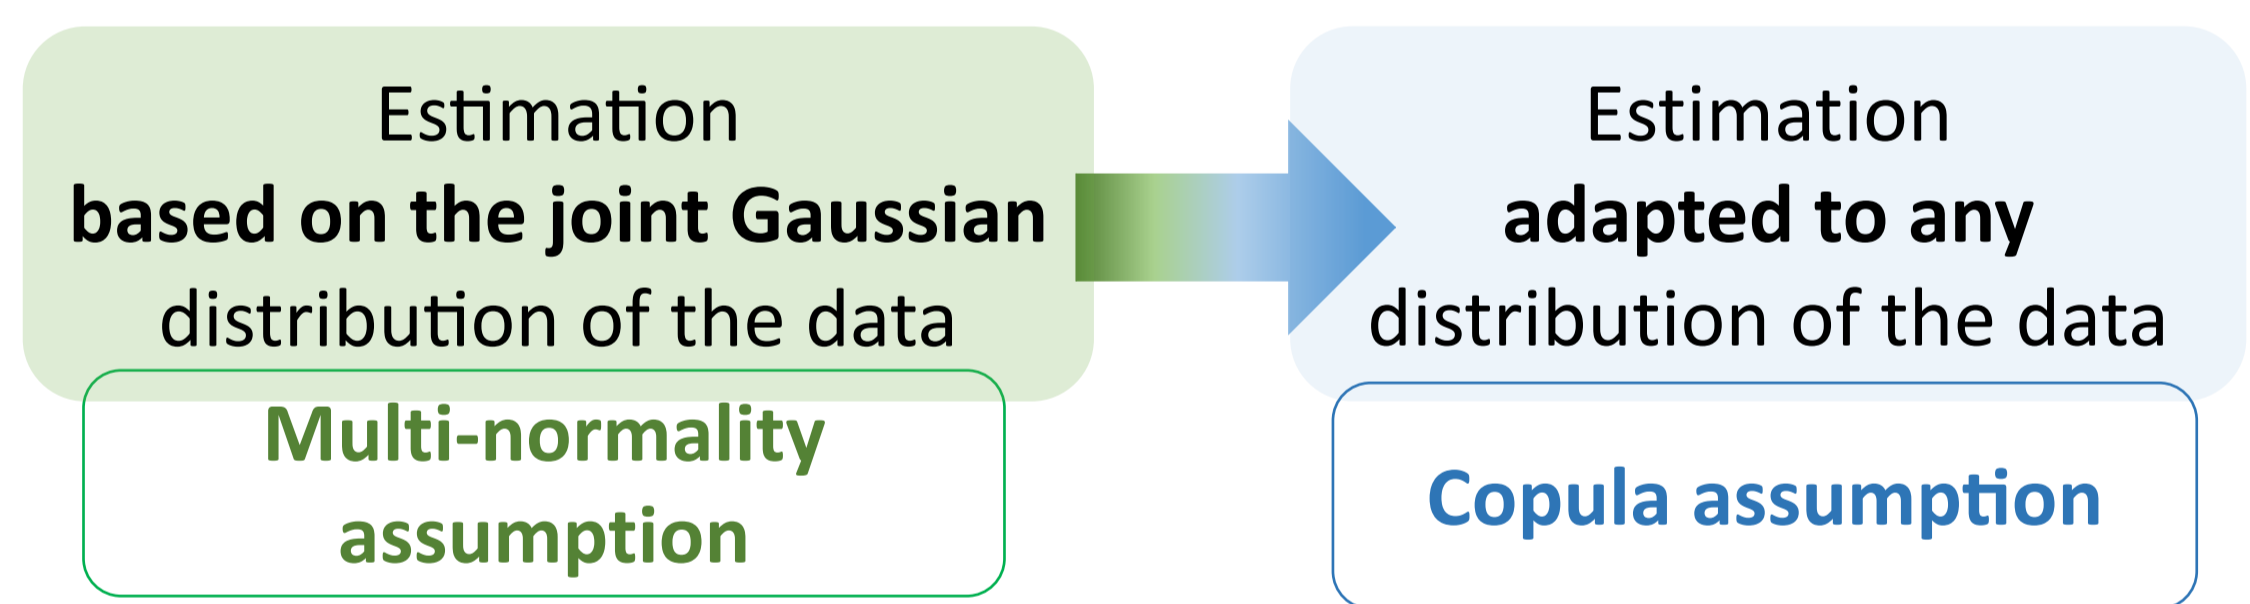 Estimation
based on the joint Gaussian
distribution of the data
Multi-normality
assumption
Estimation
adapted to any
distribution of the data
Copula assumption